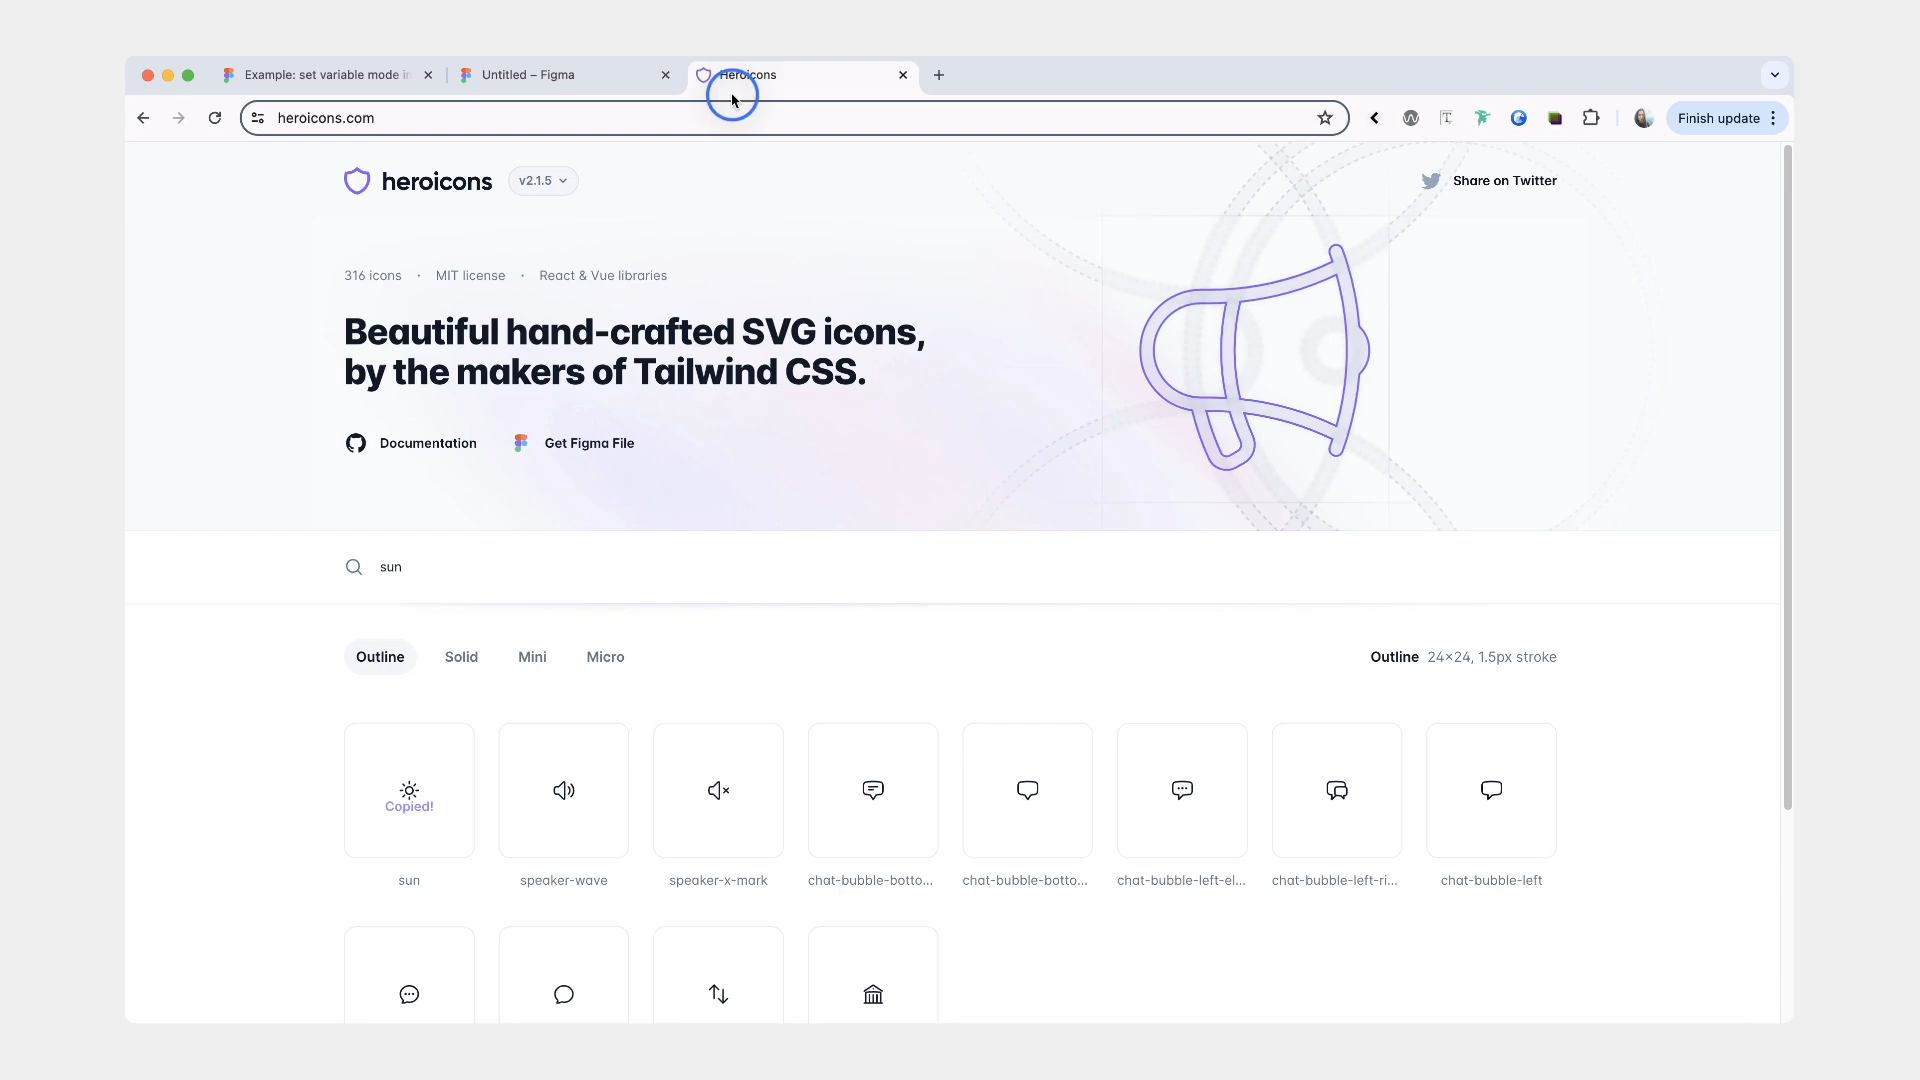 Example: set variable mode in
Untitled – Figma
Heroicons
heroicons.com
Finish update
heroicons
v2.1.5
Share on Twitter
316 icons · MIT license · React & Vue libraries
Beautiful hand-crafted SVG icons,
by the makers of Tailwind CSS.
Documentation
Get Figma File
sun
Outline
Solid
Mini
Micro
Outline 24×24, 1.5px stroke
Copied!
sun
speaker-wave
speaker-x-mark
chat-bubble-botto...
chat-bubble-botto...
chat-bubble-left-el...
chat-bubble-left-ri...
chat-bubble-left